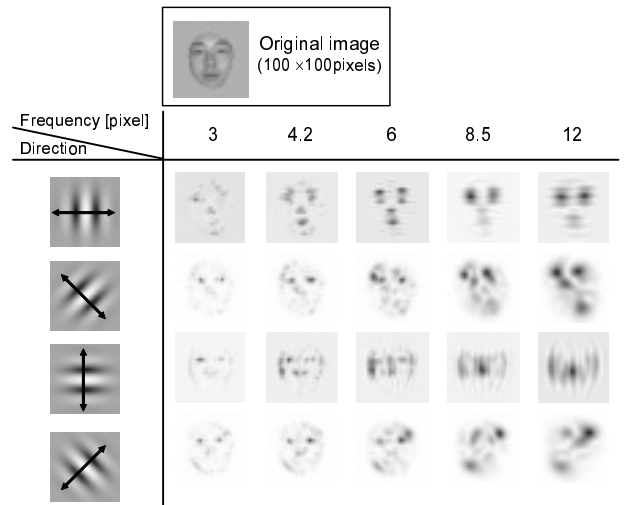 Original image
(100 ×100pixels)
Frequency [pixel]
Direction
3 4.2 6 8.5 12